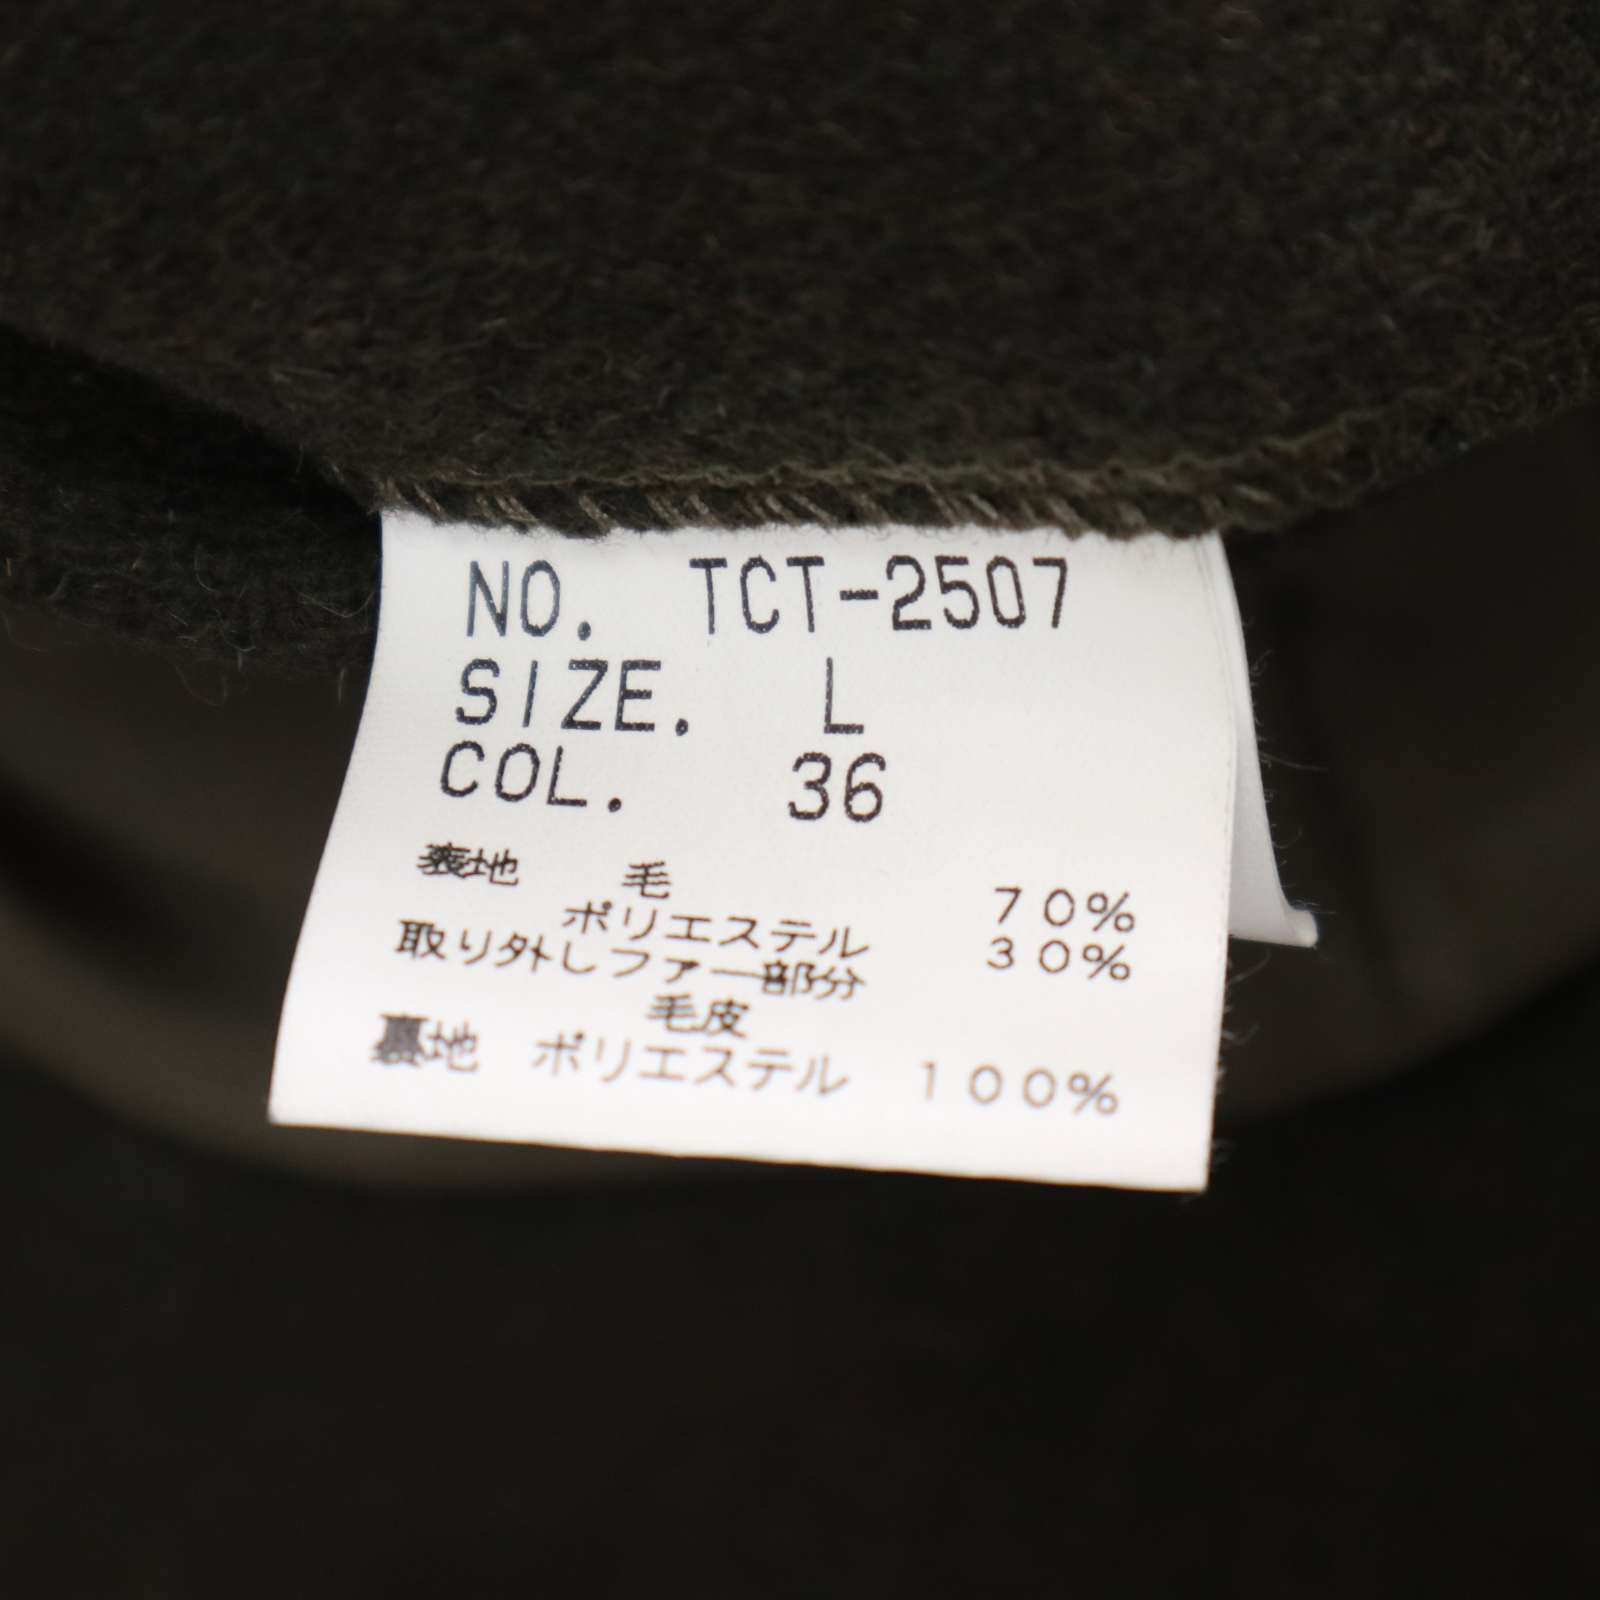 NO. TCT-2507
SIZE. L
COL. 36
表地 毛 70%
ポリエステル 30%
取り外しファー部分
毛皮
裏地 ポリエステル 100%